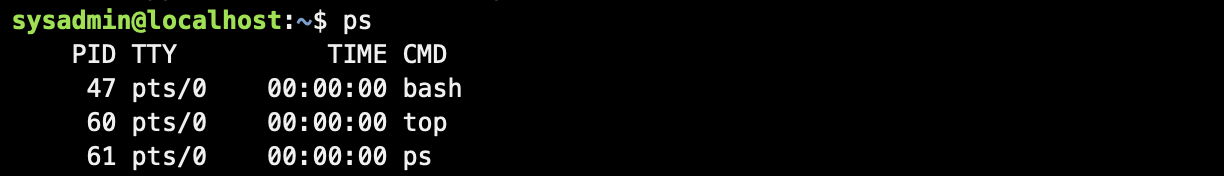 sysadmin@localhost:~$ ps
    PID TTY          TIME CMD
     47 pts/0    00:00:00 bash
     60 pts/0    00:00:00 top
     61 pts/0    00:00:00 ps